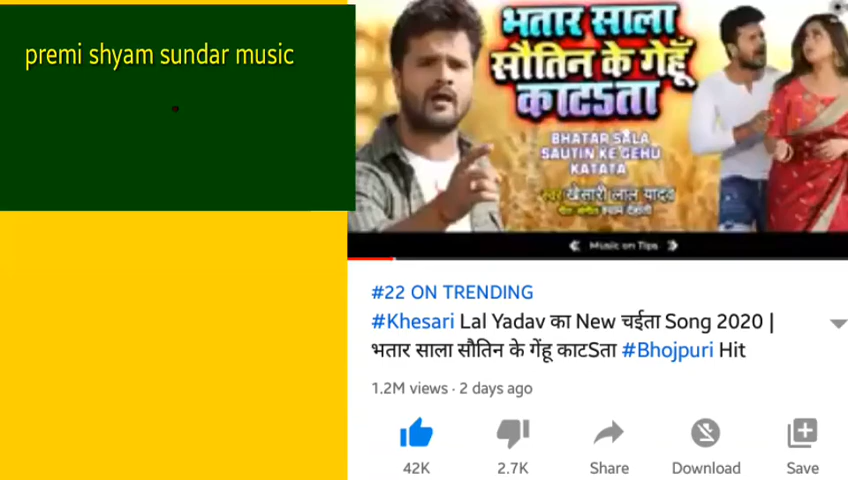 premi shyam sundar music
भतार साला
सौतिन के गेहूँ
काटSता
BHATAR SALA
SAUTIN KE GEHU
KATATA
स्वर खेसारी लाल यादव
गीत संगीत श्याम देहाती
Music on Tips
#22 ON TRENDING
#Khesari Lal Yadav का New चईता Song 2020 |
भतार साला सौतिन के गेंहू काटSता #Bhojpuri Hit
1.2M views · 2 days ago
42K 2.7K Share Download Save